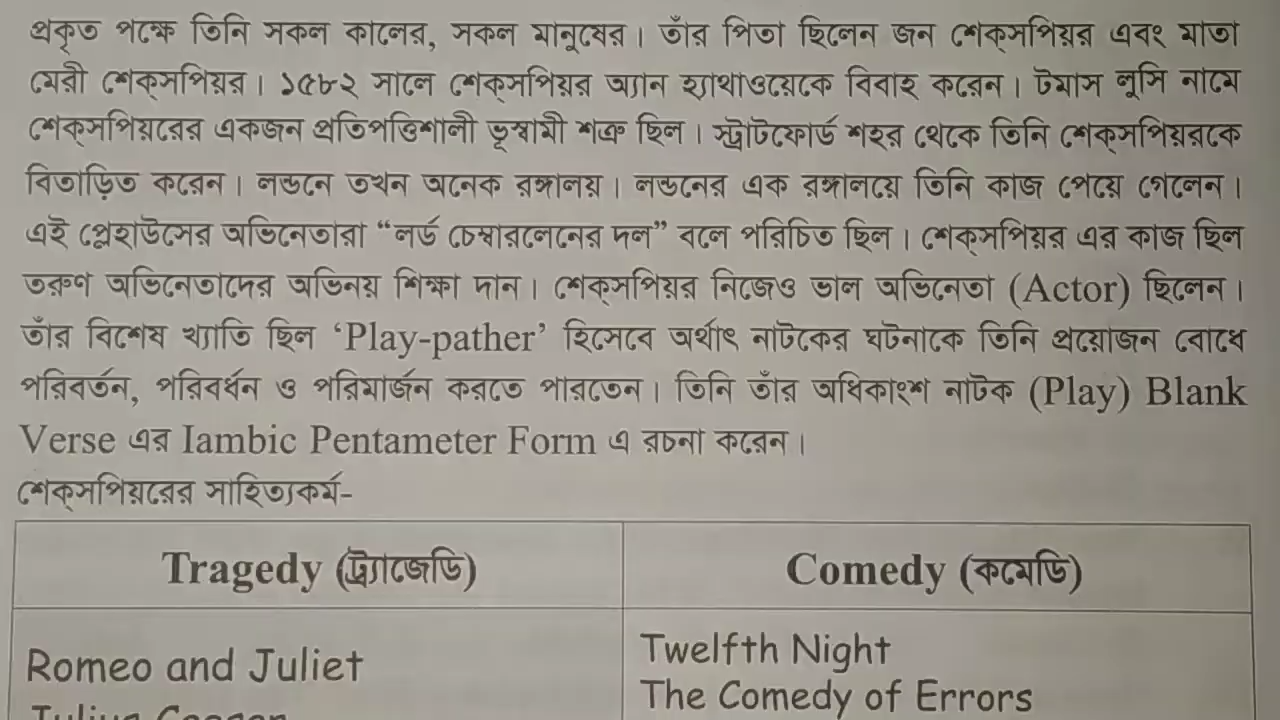 প্রকৃত পক্ষে তিনি সকল কালের, সকল মানুষের। তাঁর পিতা ছিলেন জন শেক্সপিয়র এবং মাতা
মেরী শেক্সপিয়র। ১৫৮২ সালে শেক্সপিয়র অ্যান হ্যাথাওয়েকে বিবাহ করেন। টমাস লুসি নামে
শেক্সপিয়রের একজন প্রতিপত্তিশালী ভূস্বামী শত্রু ছিল। স্ট্রাটফোর্ড শহর থেকে তিনি শেক্সপিয়রকে
বিতাড়িত করেন। লন্ডনে তখন অনেক রঙ্গালয়। লন্ডনের এক রঙ্গালয়ে তিনি কাজ পেয়ে গেলেন।
এই প্লেহাউসের অভিনেতারা “লর্ড চেম্বারলেনের দল” বলে পরিচিত ছিল। শেক্সপিয়র এর কাজ ছিল
তরুণ অভিনেতাদের অভিনয় শিক্ষা দান। শেক্সপিয়র নিজেও ভাল অভিনেতা (Actor) ছিলেন।
তাঁর বিশেষ খ্যাতি ছিল ‘Play-pather’ হিসেবে অর্থাৎ নাটকের ঘটনাকে তিনি প্রয়োজন বোধে
পরিবর্তন, পরিবর্ধন ও পরিমার্জন করতে পারতেন। তিনি তাঁর অধিকাংশ নাটক (Play) Blank
Verse এর Iambic Pentameter Form এ রচনা করেন।
শেক্সপিয়রের সাহিত্যকর্ম-
Tragedy (ট্র্যাজেডি)
Comedy (কমেডি)
Romeo and Juliet
Twelfth Night
The Comedy of Errors